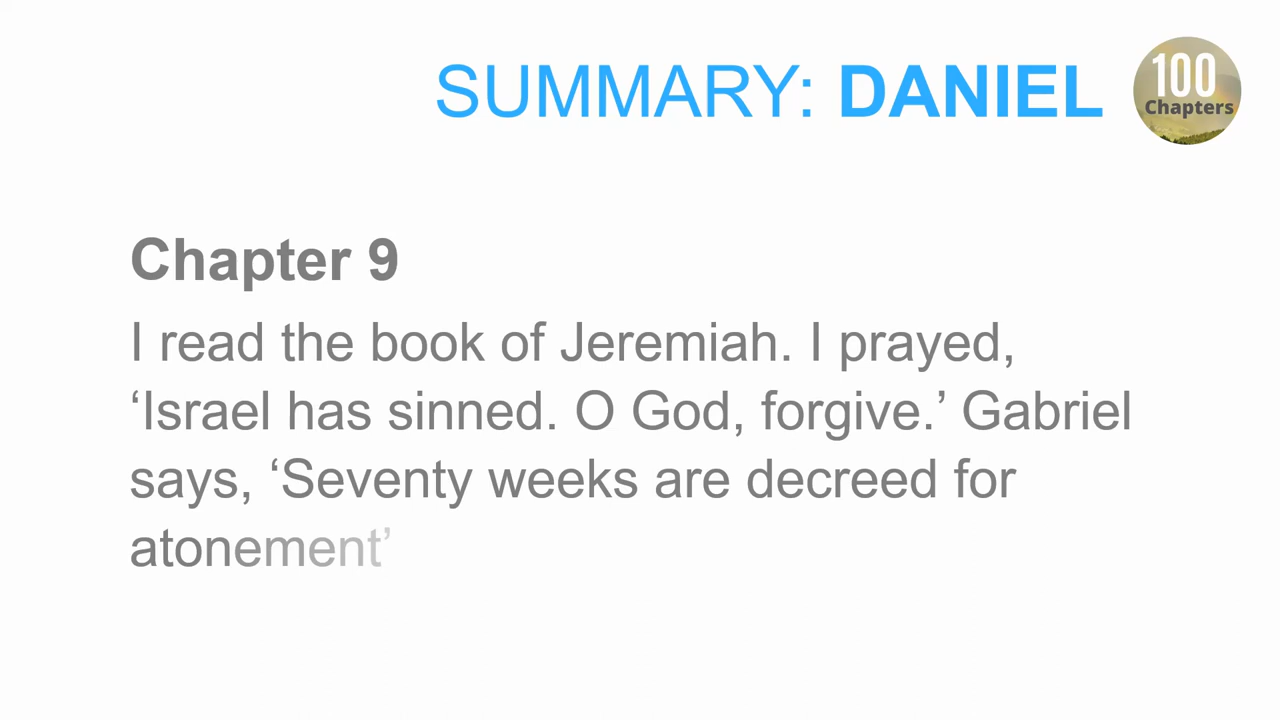 SUMMARY: DANIEL
100
Chapters
Chapter 9
I read the book of Jeremiah. I prayed,
‘Israel has sinned. O God, forgive.’ Gabriel
says, ‘Seventy weeks are decreed for
atonement’